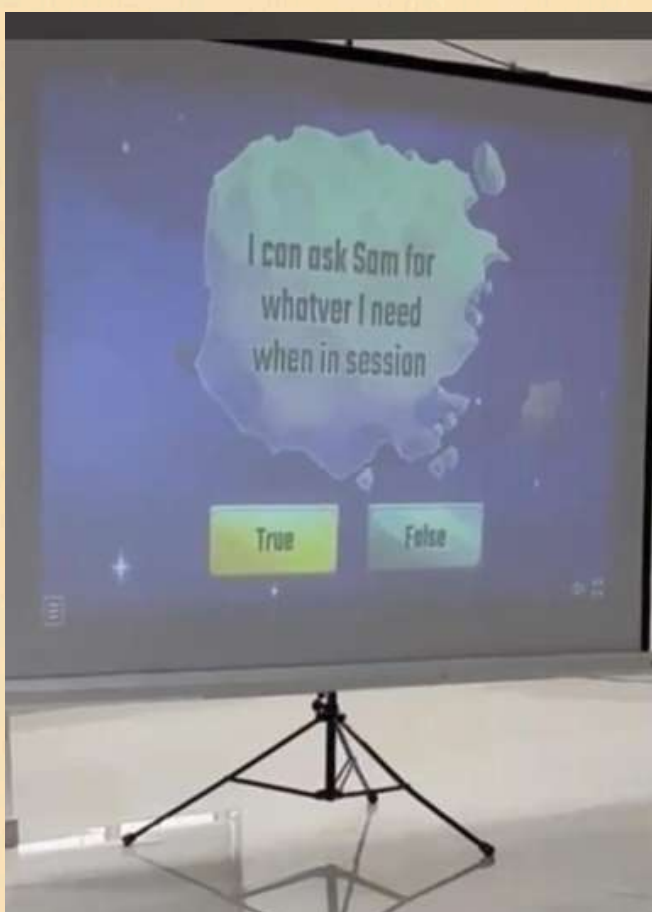 I can ask Sam for
whatver I need
when in session
True
False